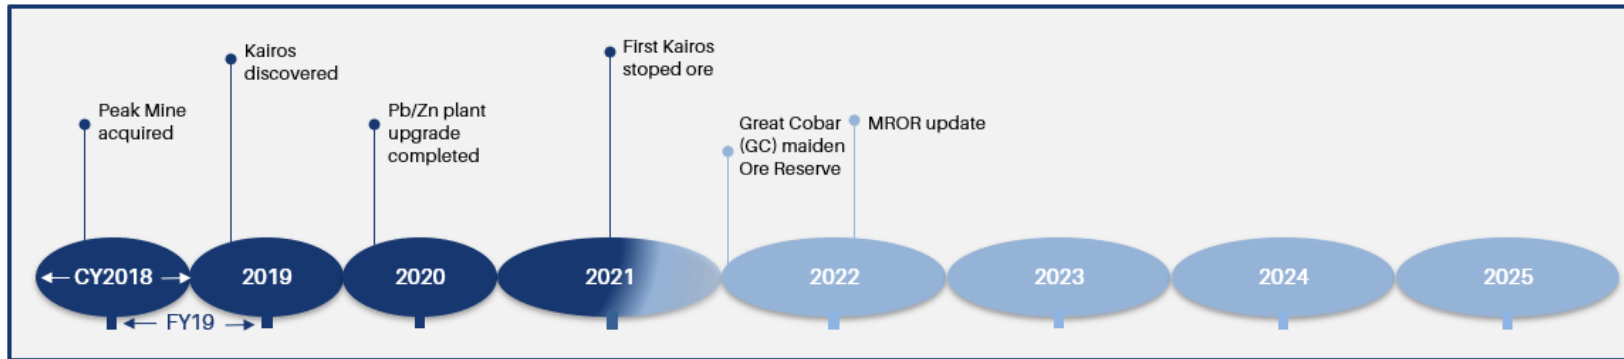 Peak Mine
acquired
Kairos
discovered
Pb/Zn plant
upgrade
completed
First Kairos
stoped ore
Great Cobar
(GC) maiden
Ore Reserve
MROR update
CY2018
2019
2020
2021
2022
2023
2024
2025
FY19